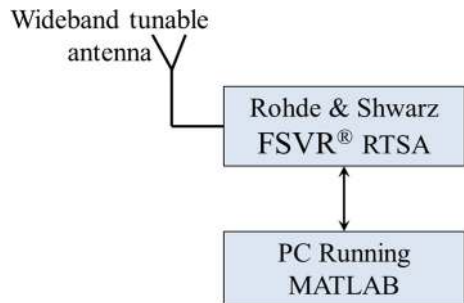 Wideband tunable
antenna
Rohde & Shwarz
FSVR® RTSA
PC Running
MATLAB